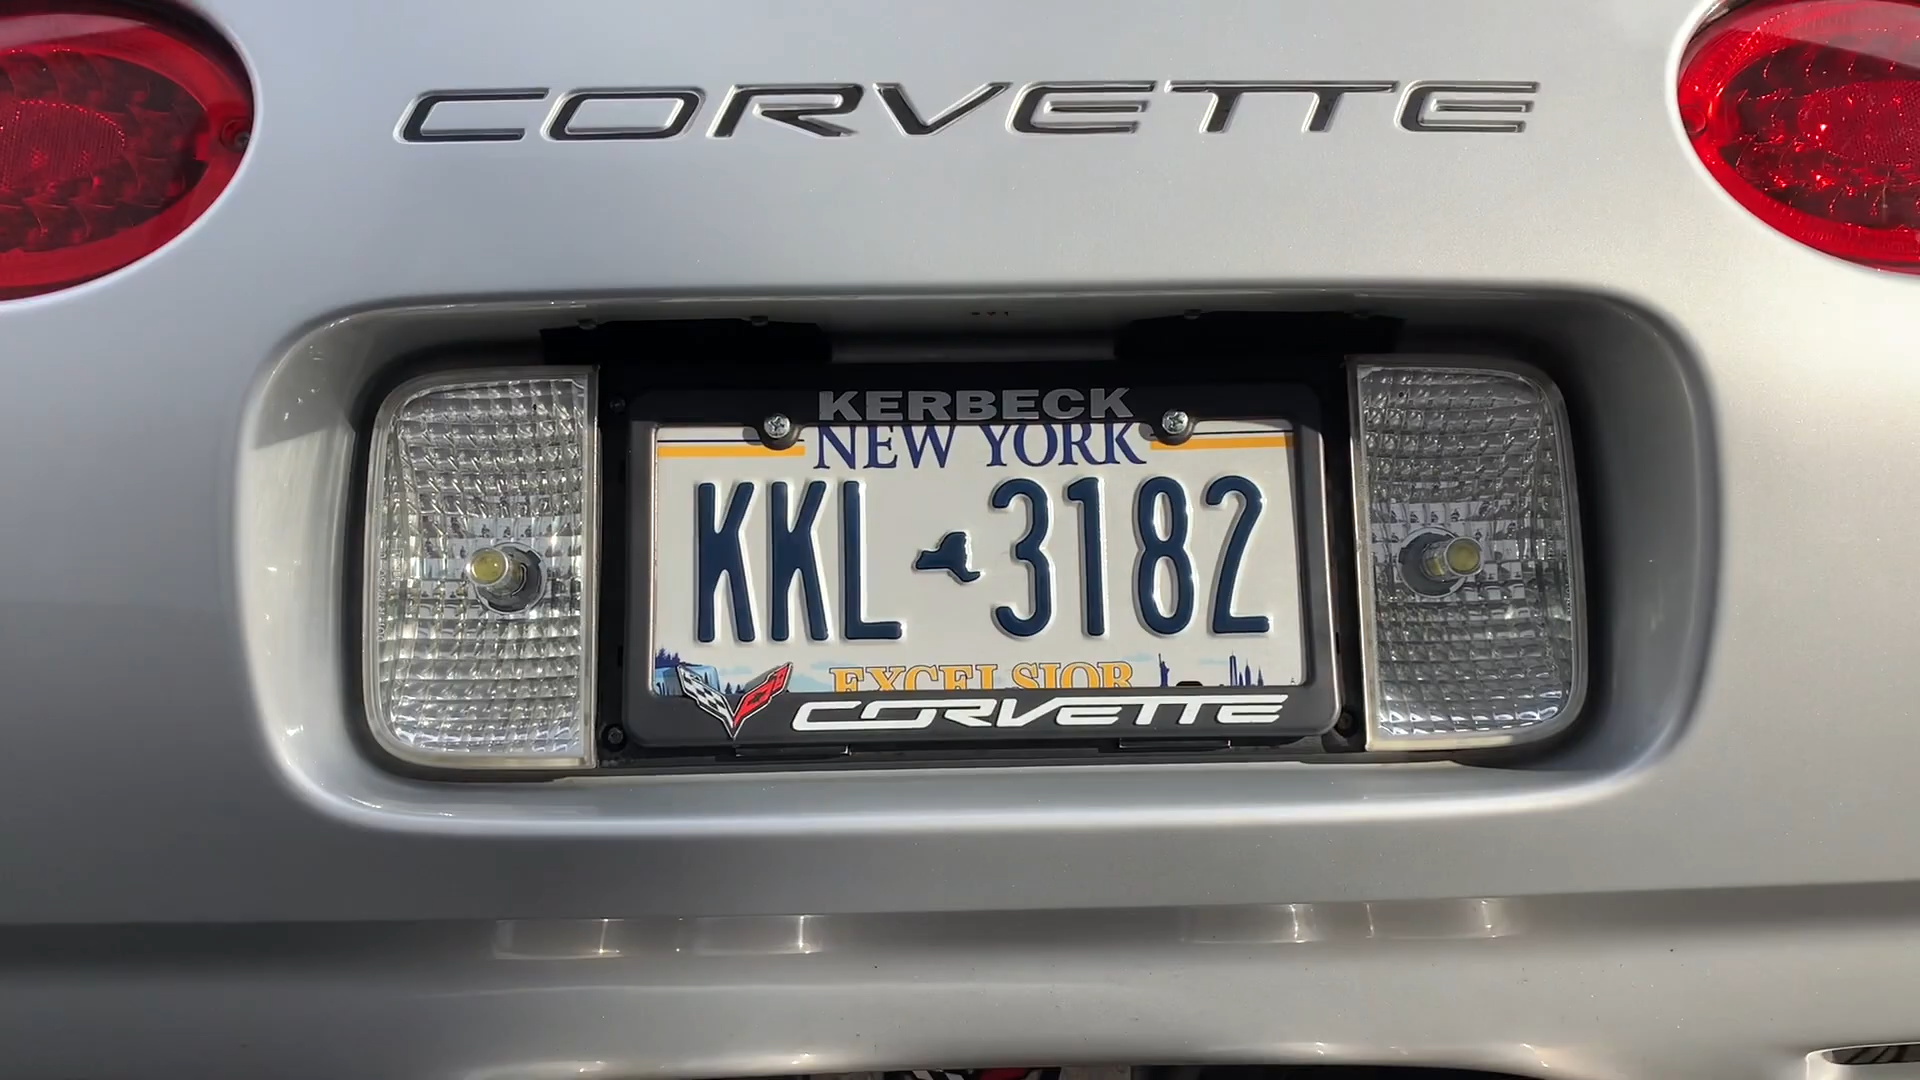 CORVETTE
KERBECK
NEW YORK
KKL 3182
EXCELSIOR
CORVETTE